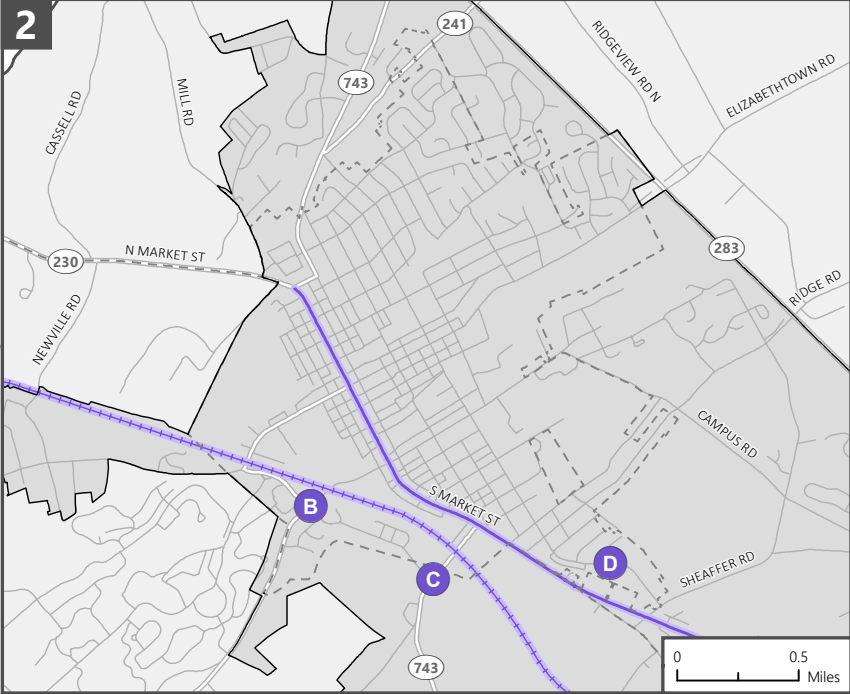 2
241
743
RIDGEVIEW RD N
ELIZABETHTOWN RD
CASSELL RD
MILL RD
N MARKET ST
230
283
RIDGE RD
NEWVILLE RD
CAMPUS RD
S MARKET ST
B
C
D
SHEAFFER RD
743
0 0.5
Miles